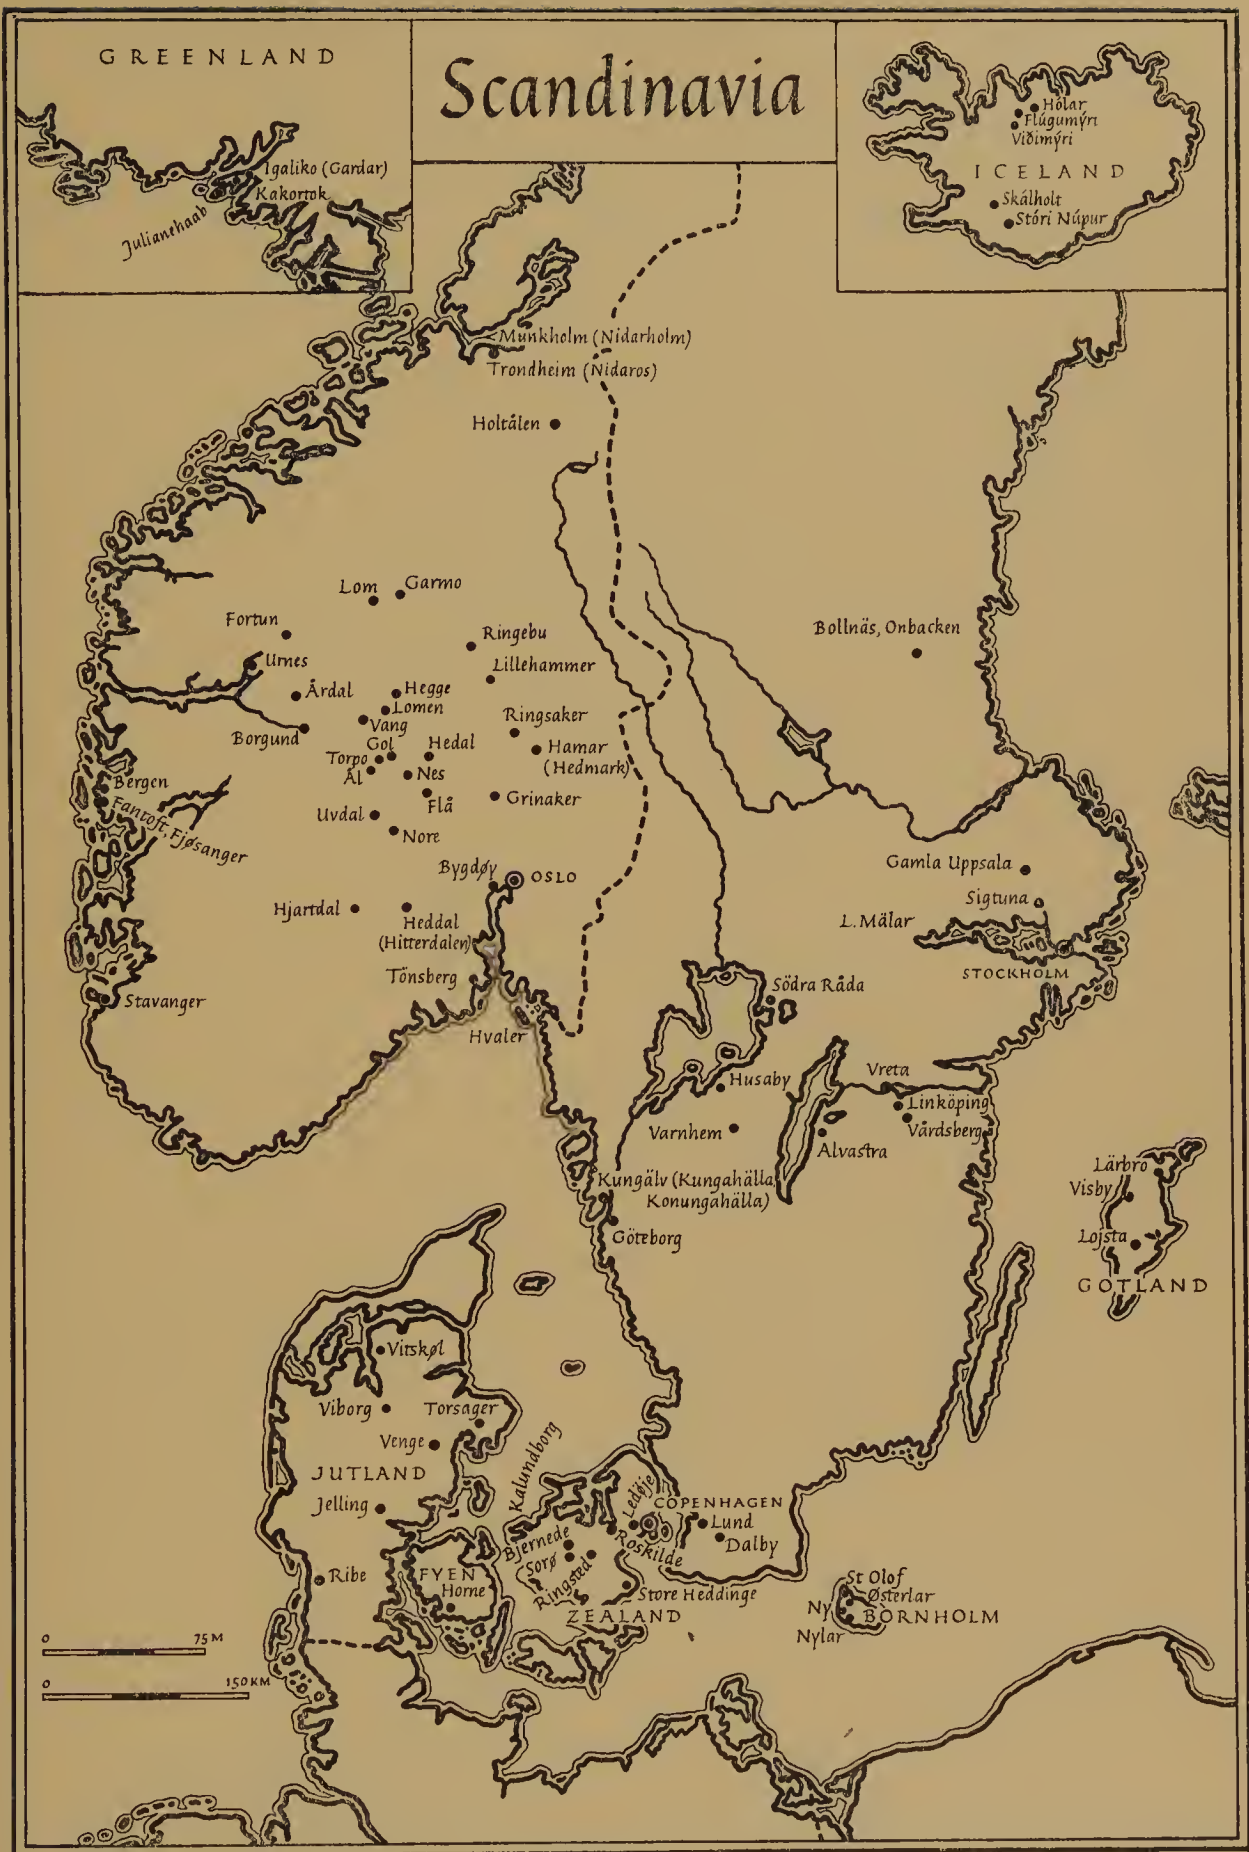 GREENLAND
Igaliko (Gardar)
Kakortok
Julianehaab
Scandinavia
Hólar
Flúgumýri
Viðimýri
ICELAND
Skálholt
Stóri Núpur
Munkholm (Nidarholm)
Trondheim (Nidaros)
Holtålen
Lom
Garmo
Fortun
Ringebu
Bollnäs, Onbacken
Urnes
Lillehammer
Årdal
Hegge
Lomen
Vang
Ringsaker
Borgund
Gol
Hedal
Hamar
(Hedmark)
Torpo
Ål
Nes
Bergen
Fantoft, Fjøsanger
Flå
Grinaker
Uvdal
Nore
Bygdøy
OSLO
Gamla Uppsala
Sigtuna
Hjartdal
Heddal
(Hitterdalen)
L. Mälar
STOCKHOLM
Tönsberg
Södra Råda
Stavanger
Hvaler
Husaby
Vreta
Linköping
Vårdsberg
Varnhem
Alvastra
Kungälv (Kungahälla,
Konungahälla)
Göteborg
Lärbro
Visby
Lojsta
GOTLAND
Vitskøl
Viborg
Torsager
Venge
JUTLAND
Jelling
Kalundborg
Ledøje
COPENHAGEN
Lund
Dalby
Roskilde
Bjernede
Sorø
Ringsted
Ribe
FYEN
Horne
Store Heddinge
ZEALAND
St Olof
Østerlar
Ny
BORNHOLM
Nylar
0 75 M
0 150 KM